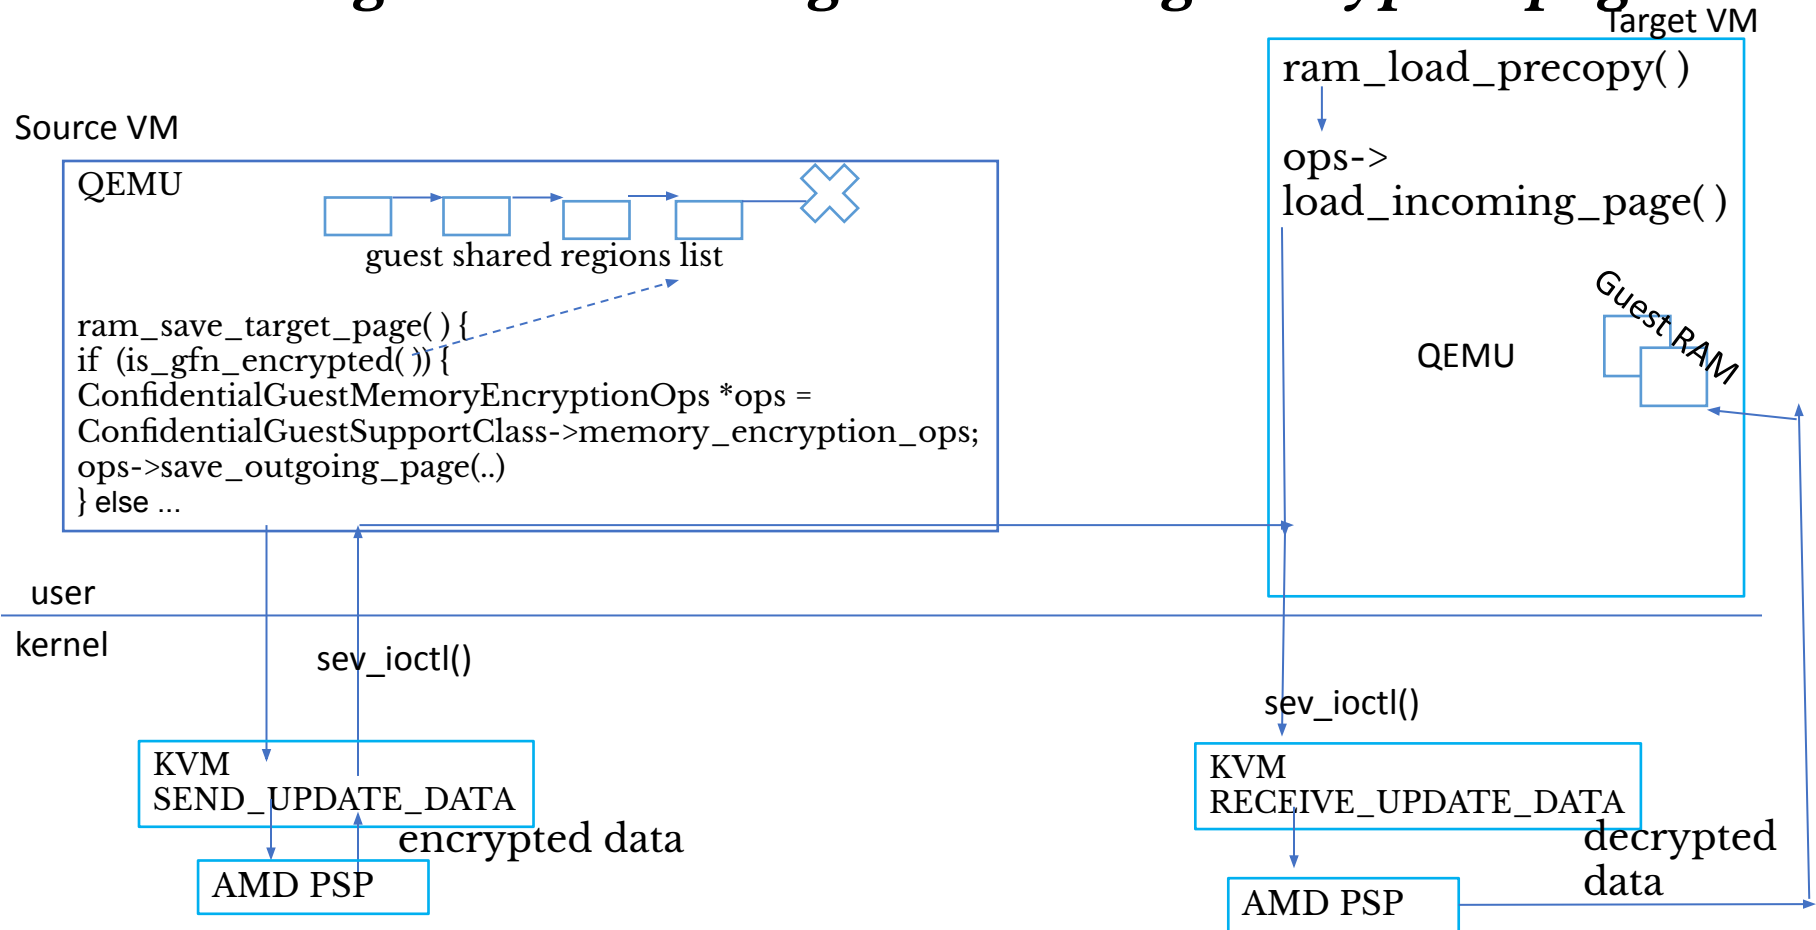 Target VM
ram_load_precopy( )
ops->
load_incoming_page( )
Guest RAM
QEMU
Source VM
QEMU
guest shared regions list
ram_save_target_page( ) {
if (is_gfn_encrypted( )) {
ConfidentialGuestMemoryEncryptionOps *ops =
ConfidentialGuestSupportClass->memory_encryption_ops;
ops->save_outgoing_page(..)
} else ...
user
kernel
sev_ioctl()
sev_ioctl()
KVM
SEND_UPDATE_DATA
encrypted data
AMD PSP
KVM
RECEIVE_UPDATE_DATA
decrypted
data
AMD PSP